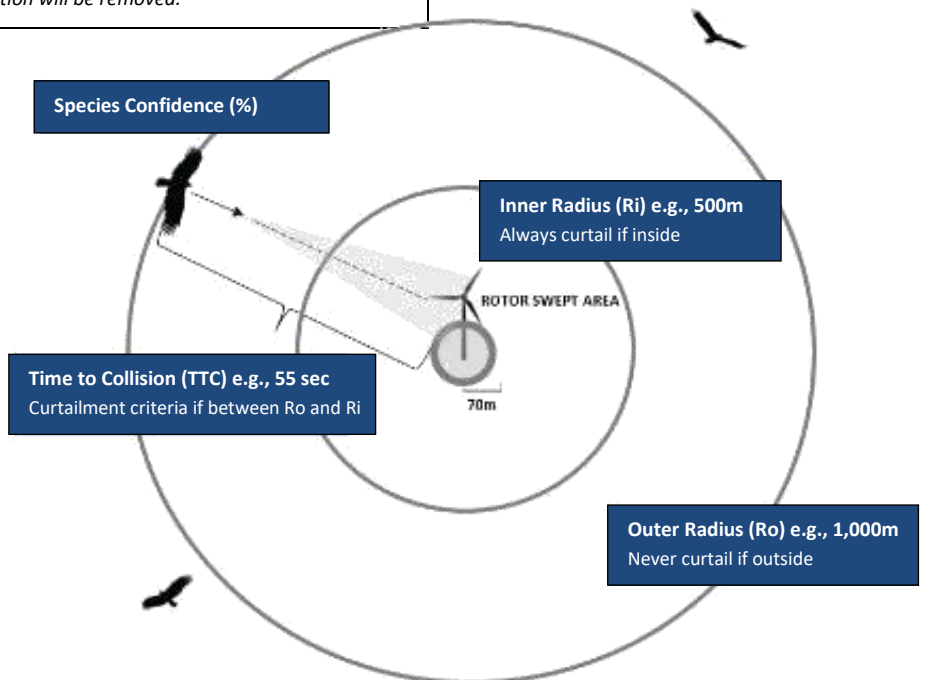 tion will be removed.
Species Confidence (%)
Inner Radius (Ri) e.g., 500m
Always curtail if inside
ROTOR SWEPT AREA
Time to Collision (TTC) e.g., 55 sec
Curtailment criteria if between Ro and Ri
70m
Outer Radius (Ro) e.g., 1,000m
Never curtail if outside